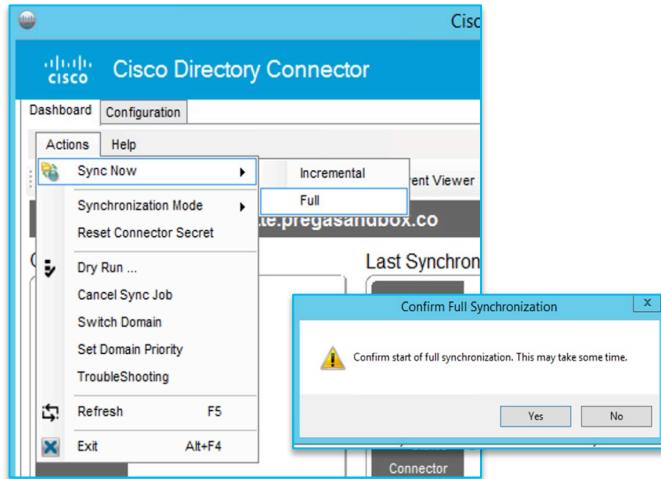 Cisc
CISCO Cisco Directory Connector
Dashboard Configuration
Actions Help
Sync Now Incremental ent Viewer
Full
Synchronization Mode te.pregasandbox.co
Reset Connector Secret
Last Synchron
Dry Run ...
Cancel Sync Job
Switch Domain
Set Domain Priority
TroubleShooting
Refresh F5
Exit Alt+F4
Confirm Full Synchronization x
Confirm start of full synchronization. This may take some time.
Yes No
Connector